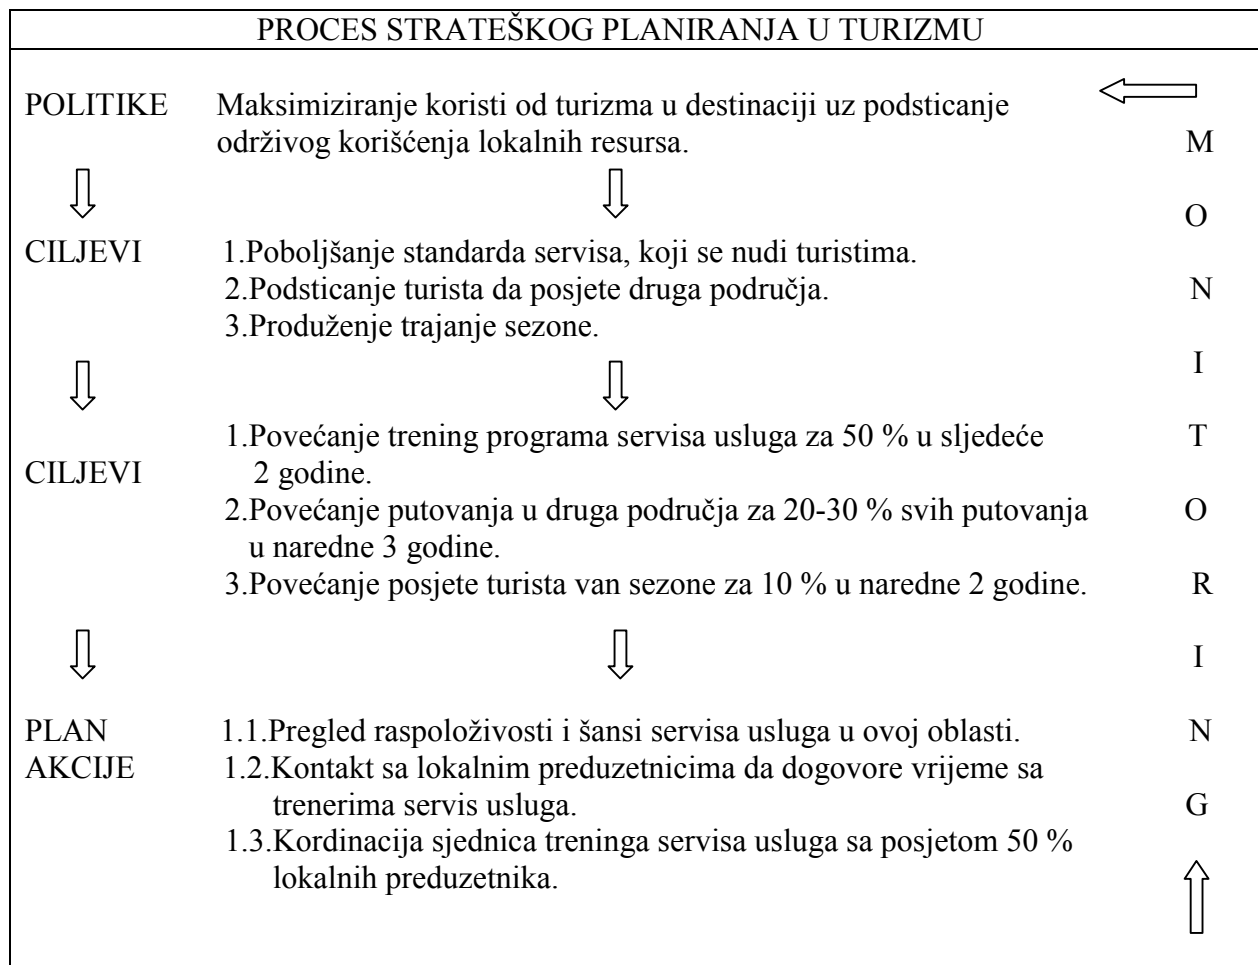 PROCES STRATEŠKOG PLANIRANJA U TURIZMU
POLITIKE Maksimiziranje koristi od turizma u destinaciji uz podsticanje
održivog korišćenja lokalnih resursa.
CILJEVI 1.Poboljšanje standarda servisa, koji se nudi turistima.
2.Podsticanje turista da posjete druga područja.
3.Produženje trajanje sezone.
1.Povećanje trening programa servisa usluga za 50 % u sljedeće
CILJEVI 2 godine.
2.Povećanje putovanja u druga područja za 20-30 % svih putovanja
u naredne 3 godine.
3.Povećanje posjete turista van sezone za 10 % u naredne 2 godine.
PLAN 1.1.Pregled raspoloživosti i šansi servisa usluga u ovoj oblasti.
AKCIJE 1.2.Kontakt sa lokalnim preduzetnicima da dogovore vrijeme sa
trenerima servis usluga.
1.3.Kordinacija sjednica treninga servisa usluga sa posjetom 50 %
lokalnih preduzetnika.
M
O
N
I
T
O
R
I
N
G